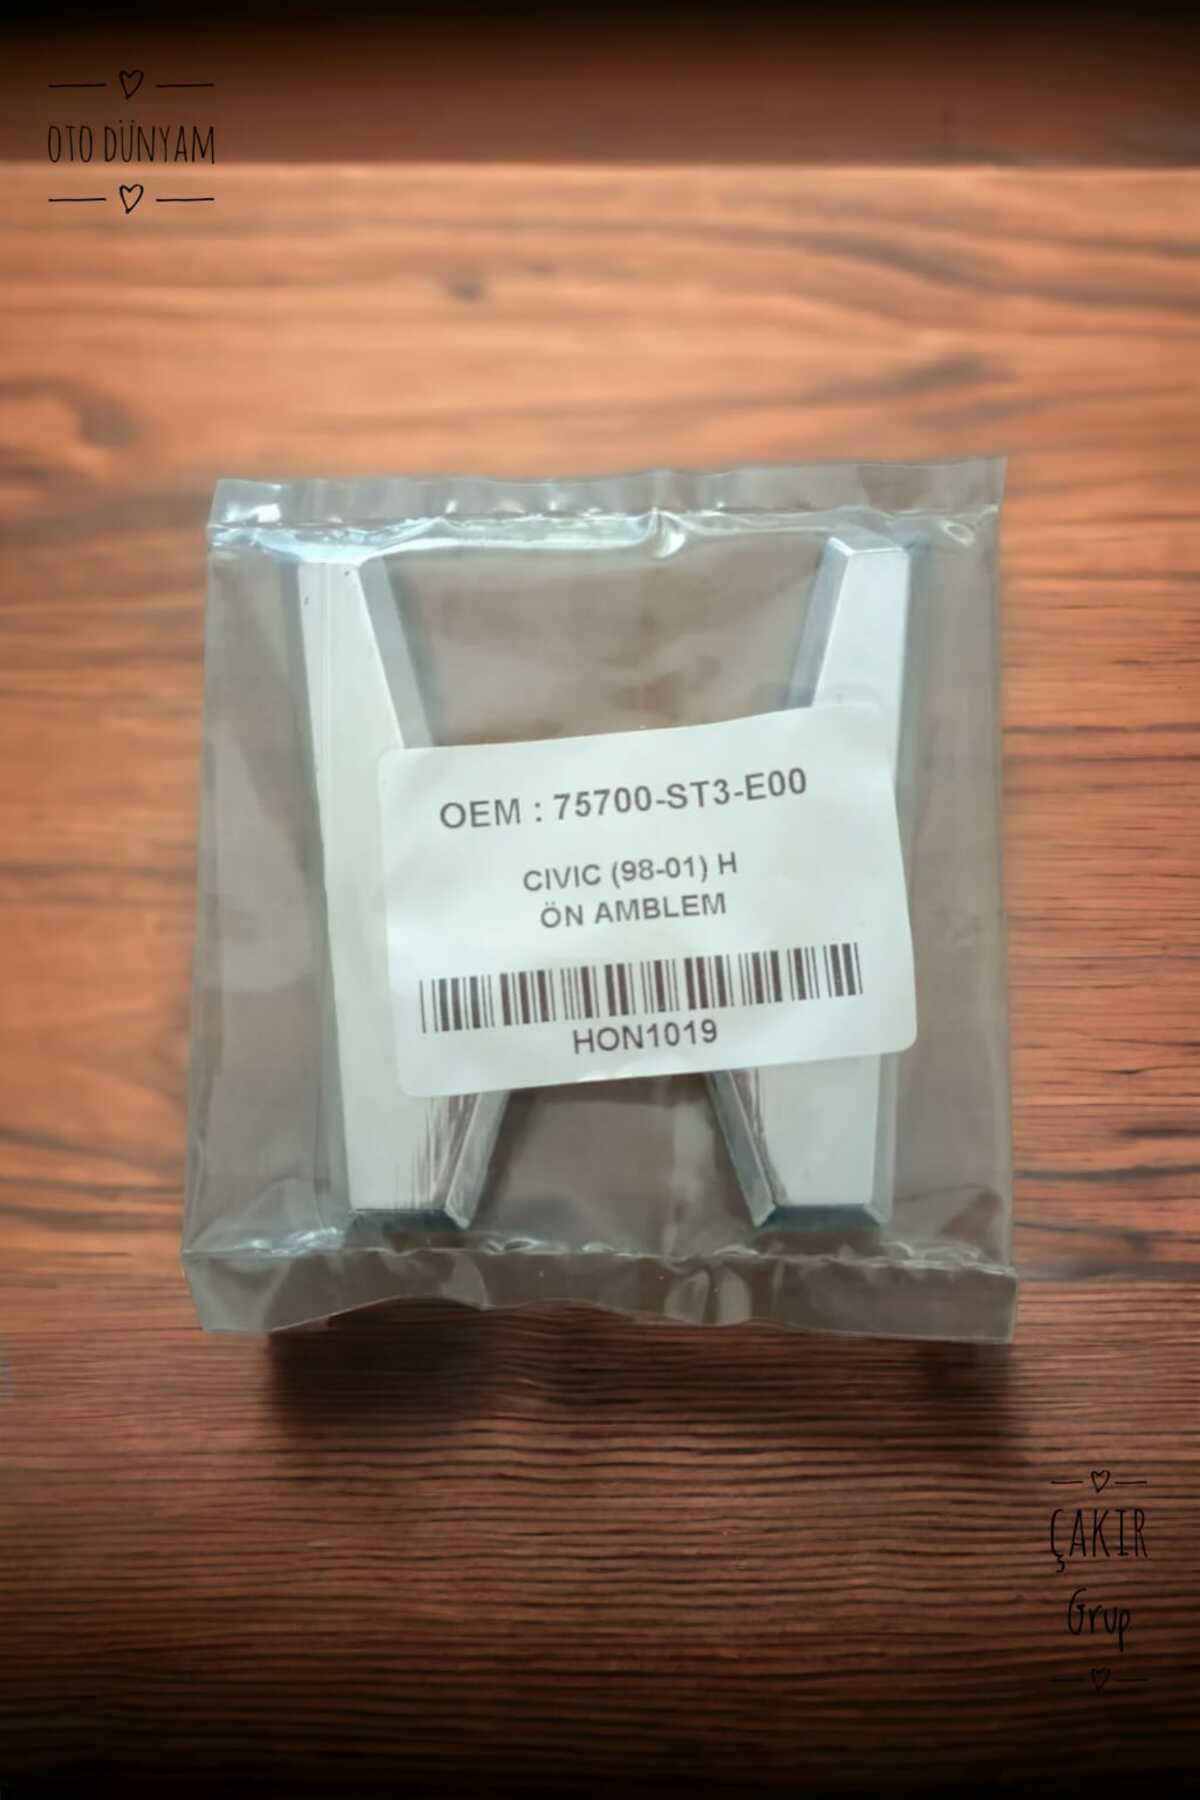 OTO DÜNYAM
OEM : 75700-ST3-E00
CIVIC (98-01) H
ÖN AMBLEM
HON1019
ÇAKIR
Grup